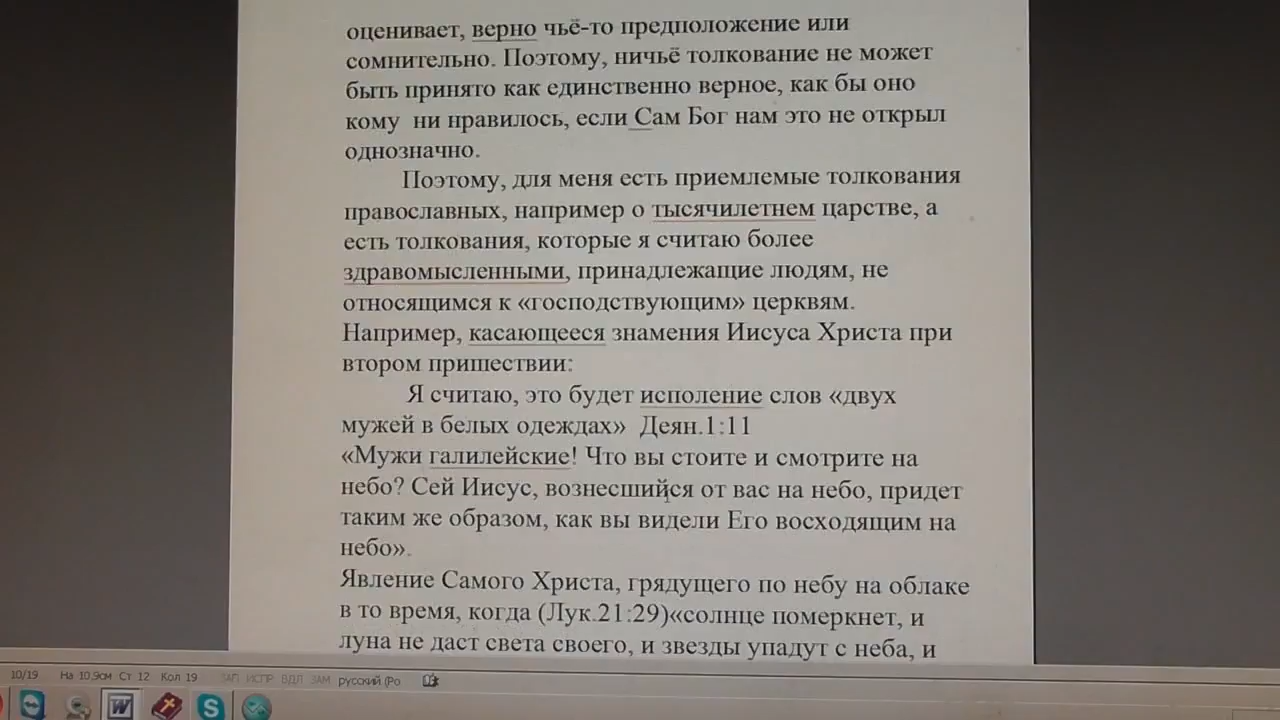 оценивает, верно чьё-то предположение или
сомнительно. Поэтому, ничьё толкование не может
быть принято как единственно верное, как бы оно
кому ни нравилось, если Сам Бог нам это не открыл
однозначно.
Поэтому, для меня есть приемлемые толкования
православных, например о тысячилетнем царстве, а
есть толкования, которые я считаю более
здравомысленными, принадлежащие людям, не
относящимся к «господствующим» церквям.
Например, касающееся знамения Иисуса Христа при
втором пришествии:
Я считаю, это будет исполение слов «двух
мужей в белых одеждах» Деян.1:11
«Мужи галилейские! Что вы стоите и смотрите на
небо? Сей Иисус, вознесшийся от вас на небо, придет
таким же образом, как вы видели Его восходящим на
небо».
Явление Самого Христа, грядущего по небу на облаке
в то время, когда (Лук.21:29)«солнце померкнет, и
луна не даст света своего, и звезды упадут с неба, и
10/19 На 10,9см Ст 12 Кол 19 ЗАП ИСПР ВДЛ ЗАМ русский (Ро